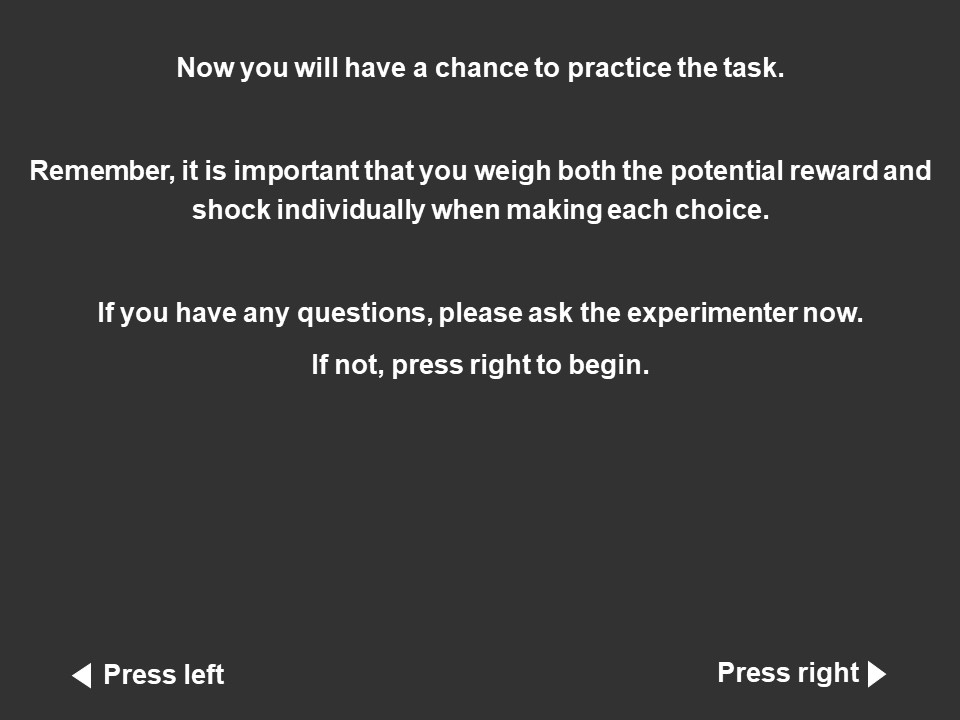 Now you will have a chance to practice the task.
Remember, it is important that you weigh both the potential reward and
shock individually when making each choice.
If you have any questions, please ask the experimenter now.
If not, press right to begin.
Press left
Press right